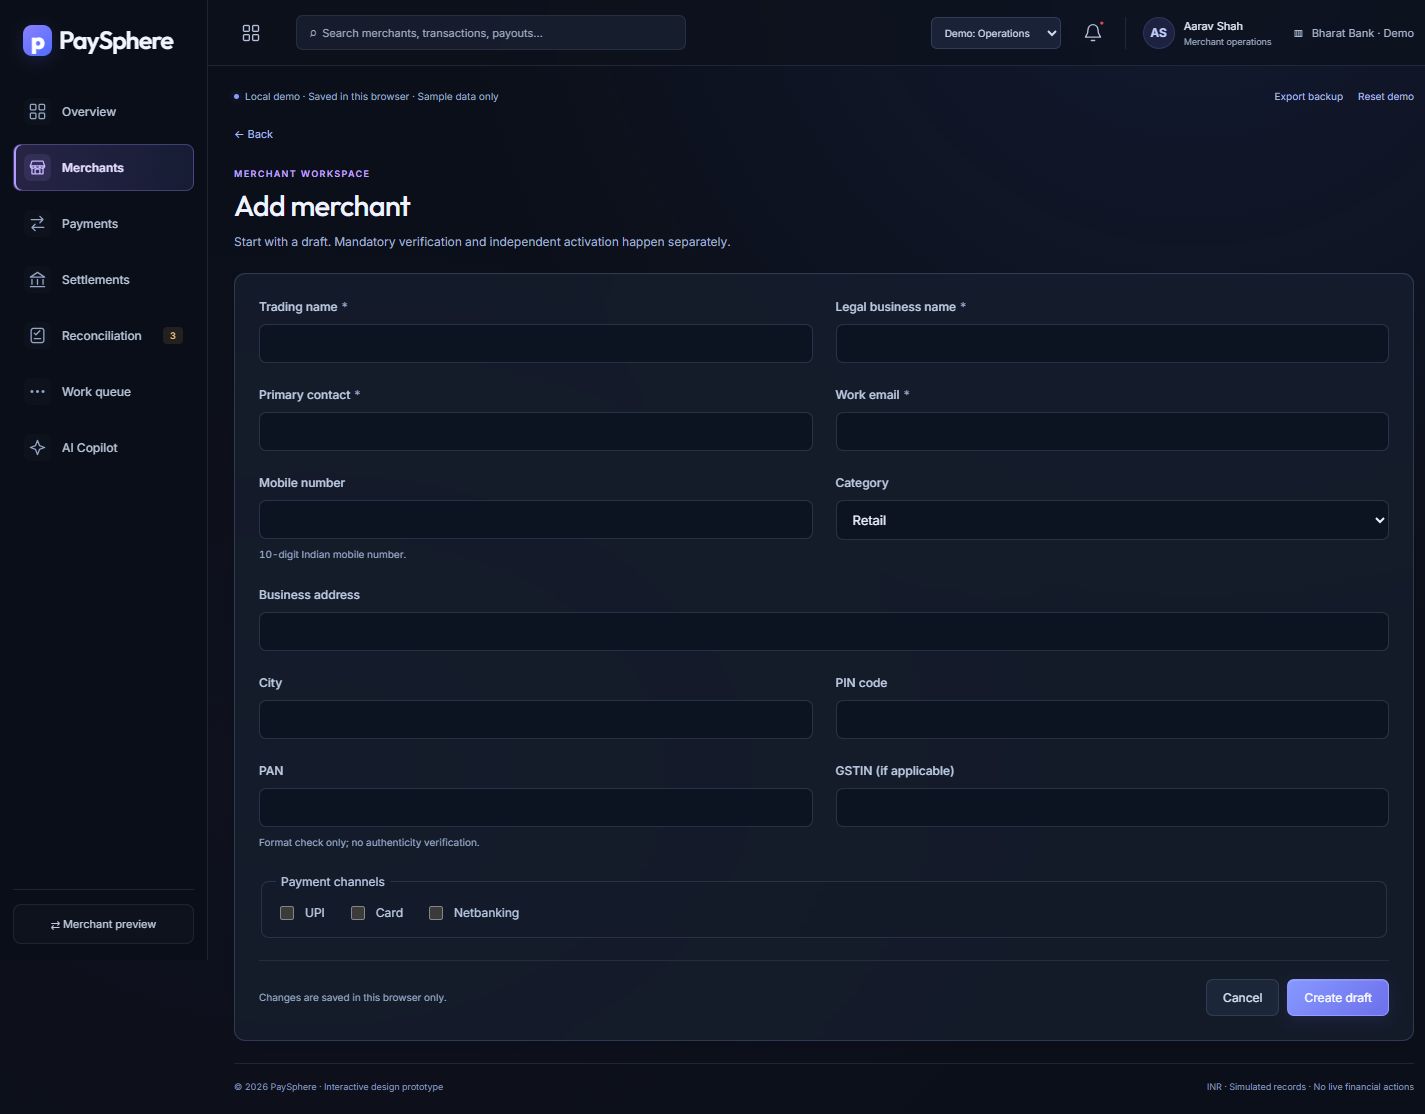 p PaySphere
Search merchants, transactions, payouts...
Demo: Operations
AS
Aarav Shah
Merchant operations
Bharat Bank · Demo
Overview
Merchants
Payments
Settlements
Reconciliation 3
Work queue
AI Copilot
⇄ Merchant preview
Local demo · Saved in this browser · Sample data only
Export backup
Reset demo
← Back
MERCHANT WORKSPACE
Add merchant
Start with a draft. Mandatory verification and independent activation happen separately.
Trading name *
Legal business name *
Primary contact *
Work email *
Mobile number
Category
Retail
10-digit Indian mobile number.
Business address
City
PIN code
PAN
GSTIN (if applicable)
Format check only; no authenticity verification.
Payment channels
UPI
Card
Netbanking
Changes are saved in this browser only.
Cancel
Create draft
© 2026 PaySphere · Interactive design prototype
INR · Simulated records · No live financial actions